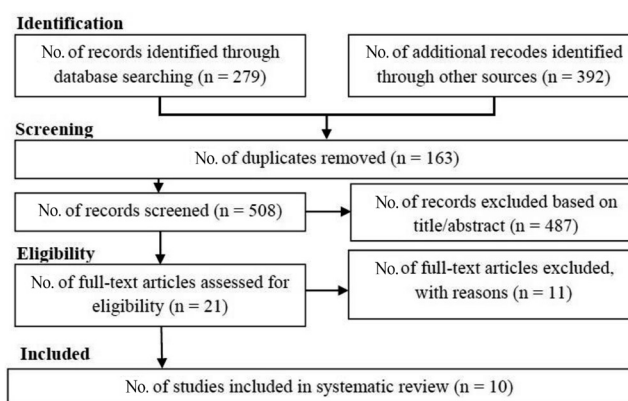 Identification
No. of records identified through
database searching (n = 279)
No. of additional recodes identified
through other sources (n = 392)
Screening
No. of duplicates removed (n = 163)
No. of records screened (n = 508)
No. of records excluded based on
title/abstract (n = 487)
Eligibility
No. of full-text articles assessed for
eligibility (n = 21)
No. of full-text articles excluded,
with reasons (n = 11)
Included
No. of studies included in systematic review (n = 10)